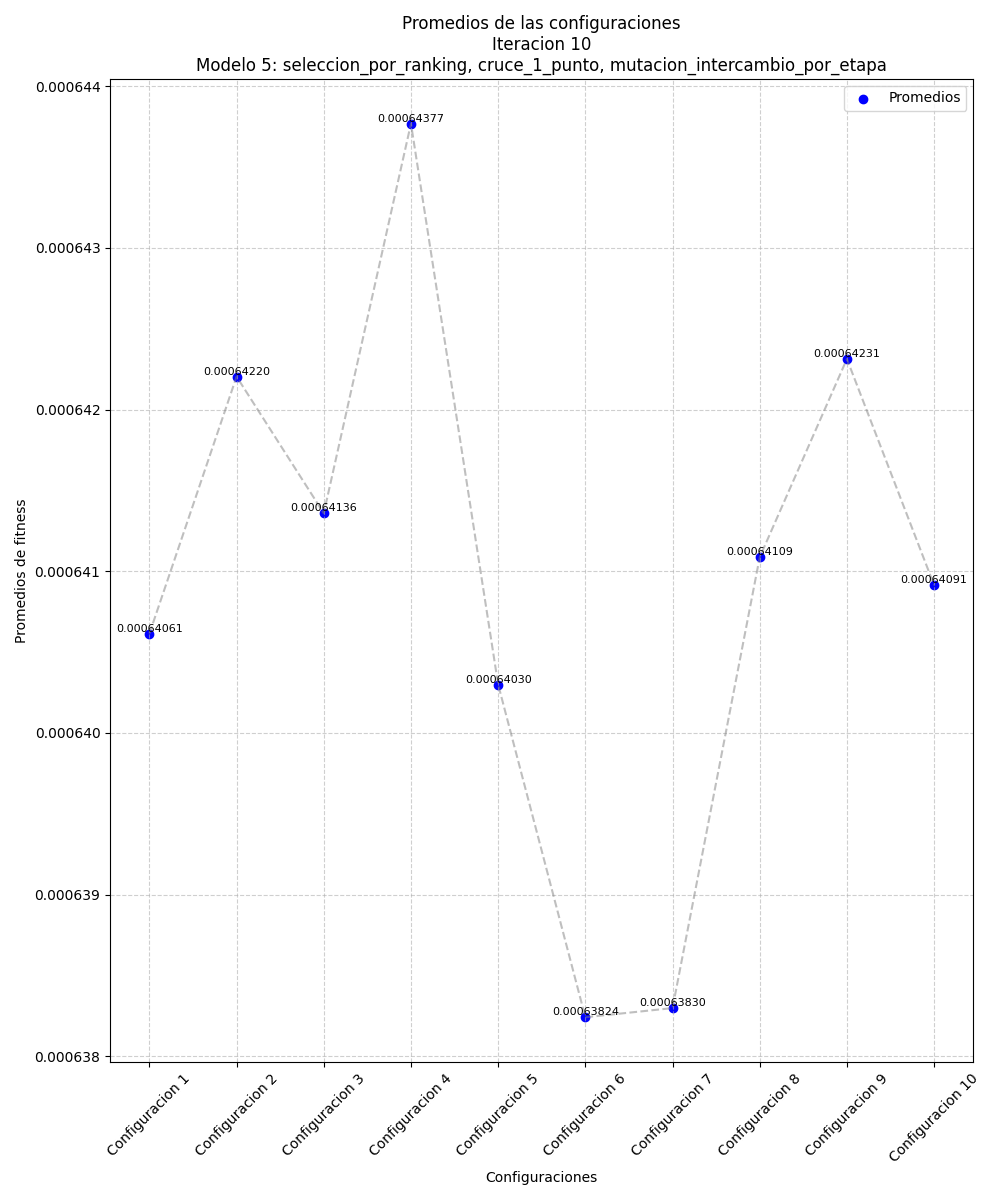 Promedios de las configuraciones
Iteracion 10
Modelo 5: seleccion_por_ranking, cruce_1_punto, mutacion_intercambio_por_etapa
Promedios
0.000644
0.000643
0.000642
0.000641
0.000640
0.000639
0.000638
Promedios de fitness
0.00064061
0.00064220
0.00064136
0.00064377
0.00064030
0.00063824
0.00063830
0.00064109
0.00064231
0.00064091
Configuracion 1
Configuracion 2
Configuracion 3
Configuracion 4
Configuracion 5
Configuracion 6
Configuracion 7
Configuracion 8
Configuracion 9
Configuracion 10
Configuraciones